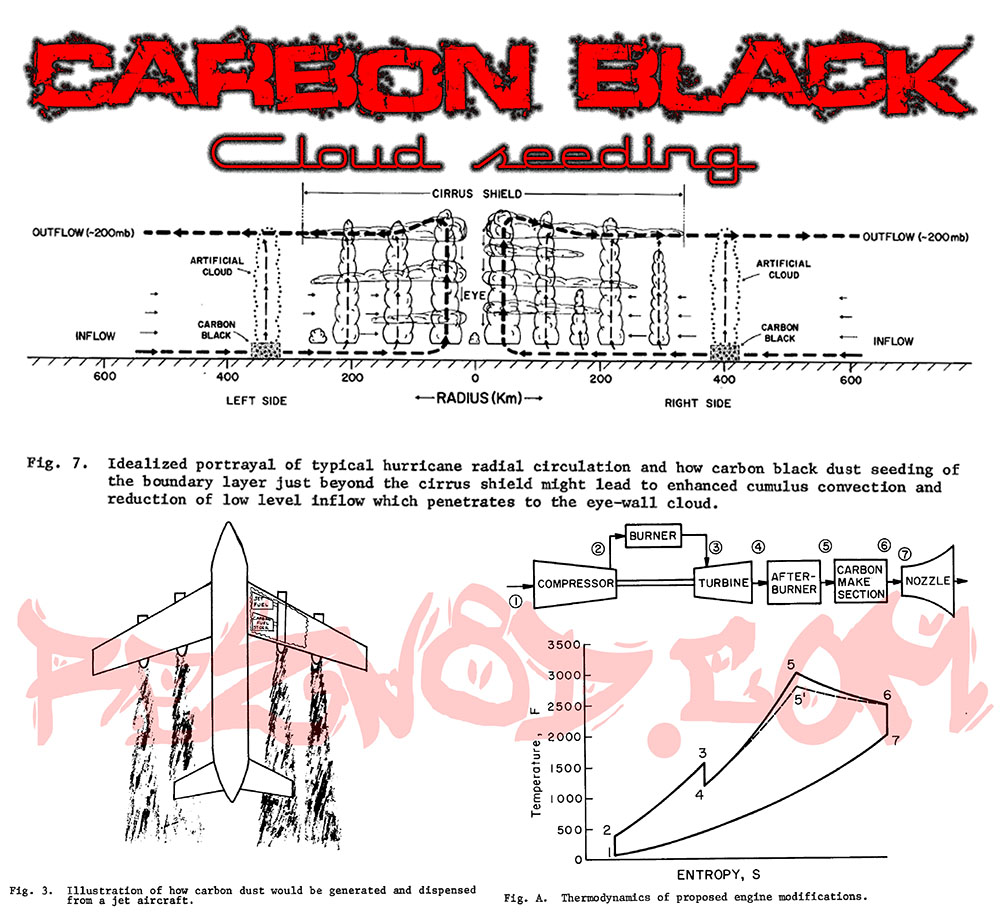 CARBON BLACK
Cloud seeding
CIRRUS SHIELD
OUTFLOW (~200mb)
OUTFLOW (~200mb)
ARTIFICIAL
CLOUD
ARTIFICIAL
CLOUD
EYE
CARBON
BLACK
CARBON
BLACK
INFLOW
INFLOW
600
400
200
0
200
400
600
LEFT SIDE
RADIUS (Km)
RIGHT SIDE
Fig. 7. Idealized portrayal of typical hurricane radial circulation and how carbon black dust seeding of
the boundary layer just beyond the cirrus shield might lead to enhanced cumulus convection and
reduction of low level inflow which penetrates to the eye-wall cloud.
JET
FUEL
CARBON
FUEL
STOCK
Fig. 3. Illustration of how carbon dust would be generated and dispensed
from a jet aircraft.
BURNER
COMPRESSOR
TURBINE
AFTER-
BURNER
CARBON
MAKE
SECTION
NOZZLE
1
2
3
4
5
6
7
3500
3000
2500
2000
1500
1000
500
0
Temperature, F
1
2
3
4
5
5'
6
7
ENTROPY, S
Fig. A. Thermodynamics of proposed engine modifications.